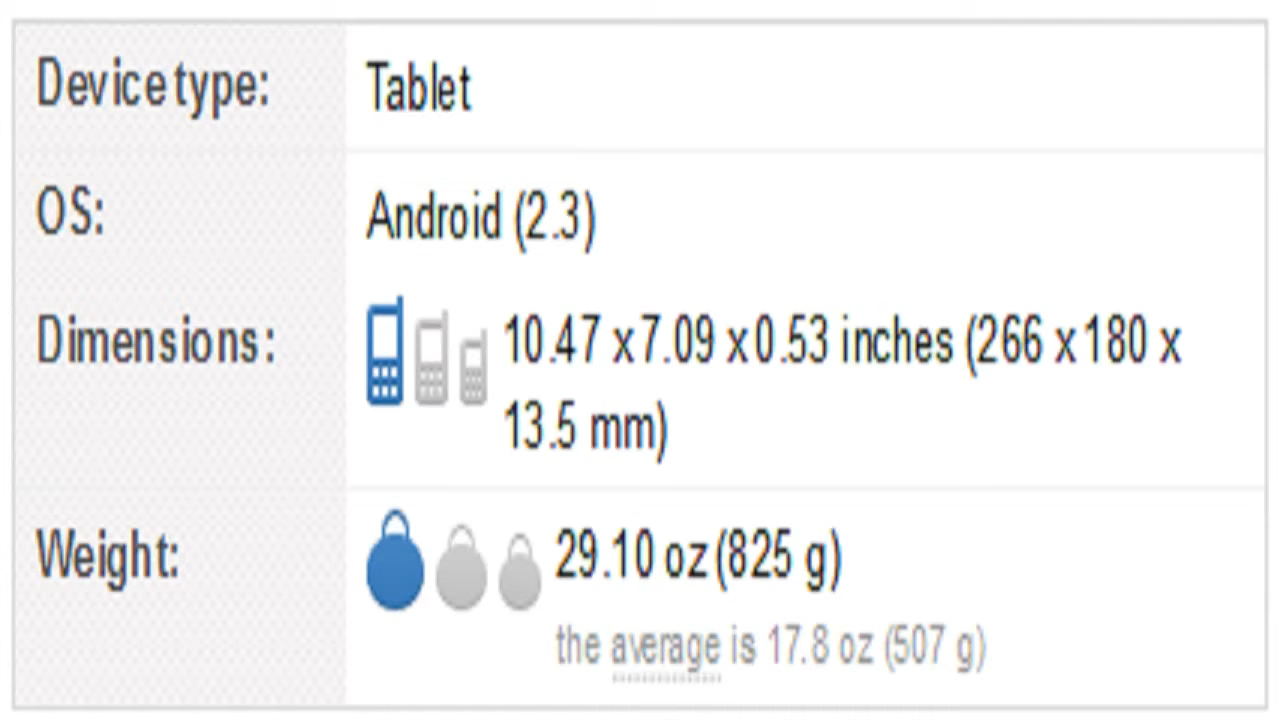 Device type: Tablet
OS: Android (2.3)
Dimensions: 10.47 x 7.09 x 0.53 inches (266 x 180 x
13.5 mm)
Weight: 29.10 oz (825 g)
the average is 17.8 oz (507 g)